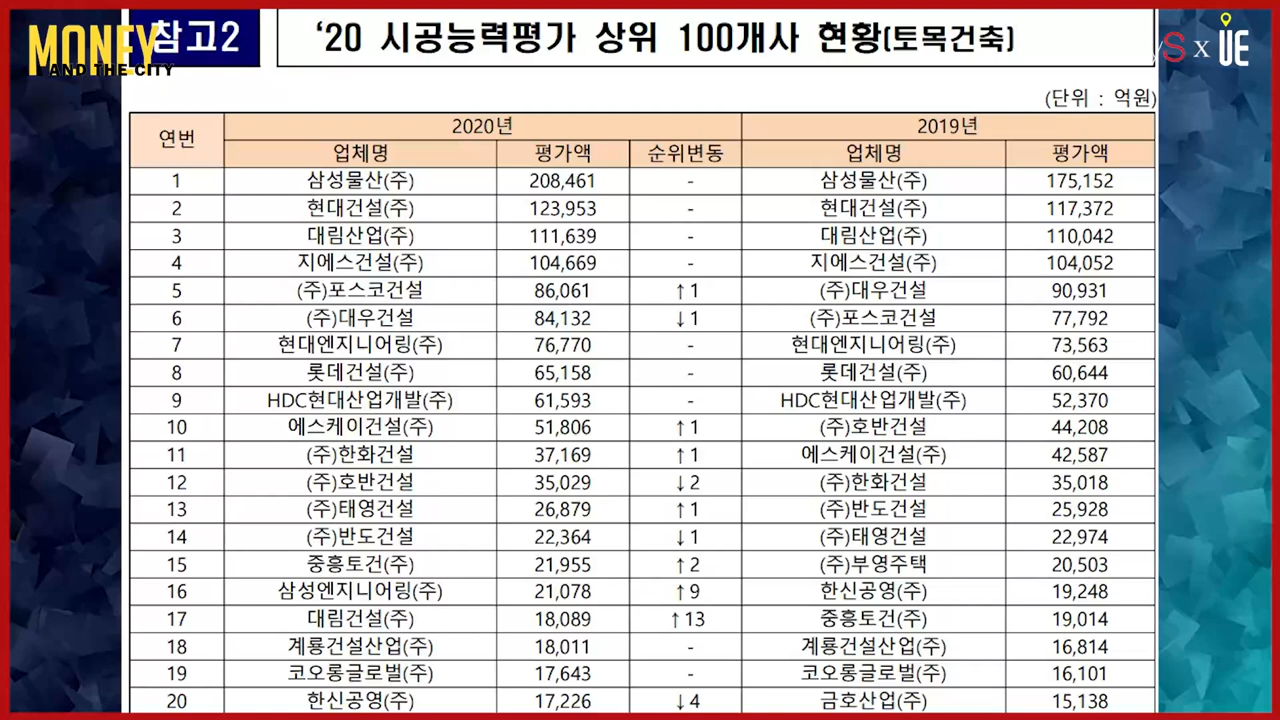 MONEY
AND THE CITY
참고2
‘20 시공능력평가 상위 100개사 현황(토목건축)
S x UE
(단위 : 억원)
연번 2020년 2019년
업체명 평가액 순위변동 업체명 평가액
1 삼성물산(주) 208,461 - 삼성물산(주) 175,152
2 현대건설(주) 123,953 - 현대건설(주) 117,372
3 대림산업(주) 111,639 - 대림산업(주) 110,042
4 지에스건설(주) 104,669 - 지에스건설(주) 104,052
5 (주)포스코건설 86,061 ↑1 (주)대우건설 90,931
6 (주)대우건설 84,132 ↓1 (주)포스코건설 77,792
7 현대엔지니어링(주) 76,770 - 현대엔지니어링(주) 73,563
8 롯데건설(주) 65,158 - 롯데건설(주) 60,644
9 HDC현대산업개발(주) 61,593 - HDC현대산업개발(주) 52,370
10 에스케이건설(주) 51,806 ↑1 (주)호반건설 44,208
11 (주)한화건설 37,169 ↑1 에스케이건설(주) 42,587
12 (주)호반건설 35,029 ↓2 (주)한화건설 35,018
13 (주)태영건설 26,879 ↑1 (주)반도건설 25,928
14 (주)반도건설 22,364 ↓1 (주)태영건설 22,974
15 중흥토건(주) 21,955 ↑2 (주)부영주택 20,503
16 삼성엔지니어링(주) 21,078 ↑9 한신공영(주) 19,248
17 대림건설(주) 18,089 ↑13 중흥토건(주) 19,014
18 계룡건설산업(주) 18,011 - 계룡건설산업(주) 16,814
19 코오롱글로벌(주) 17,643 - 코오롱글로벌(주) 16,101
20 한신공영(주) 17,226 ↓4 금호산업(주) 15,138